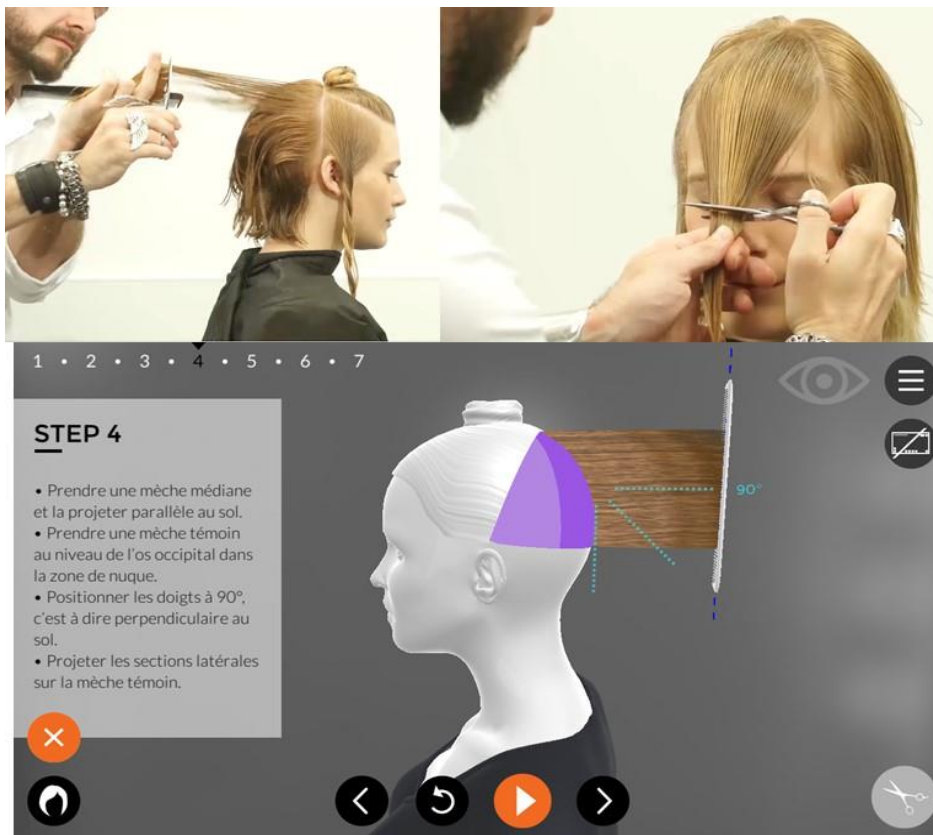 1 • 2 • 3 • 4 • 5 • 6 • 7
STEP 4
• Prendre une mèche médiane
et la projeter parallèle au sol.
• Prendre une mèche témoin
au niveau de l'os occipital dans
la zone de nuque.
• Positionner les doigts à 90°,
c'est à dire perpendiculaire au
sol.
• Projeter les sections latérales
sur la mèche témoin.
90°